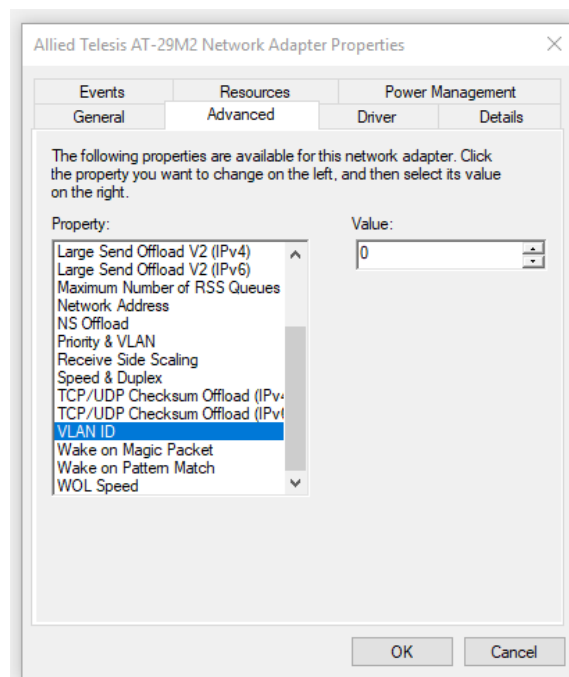 Allied Telesis AT-29M2 Network Adapter Properties
Events Resources Power Management
General Advanced Driver Details
The following properties are available for this network adapter. Click
the property you want to change on the left, and then select its value
on the right.
Property: Value:
Large Send Offload V2 (IPv4) 0
Large Send Offload V2 (IPv6)
Maximum Number of RSS Queues
Network Address
NS Offload
Priority & VLAN
Receive Side Scaling
Speed & Duplex
TCP/UDP Checksum Offload (IPv4
TCP/UDP Checksum Offload (IPv6
VLAN ID
Wake on Magic Packet
Wake on Pattern Match
WOL Speed
OK Cancel